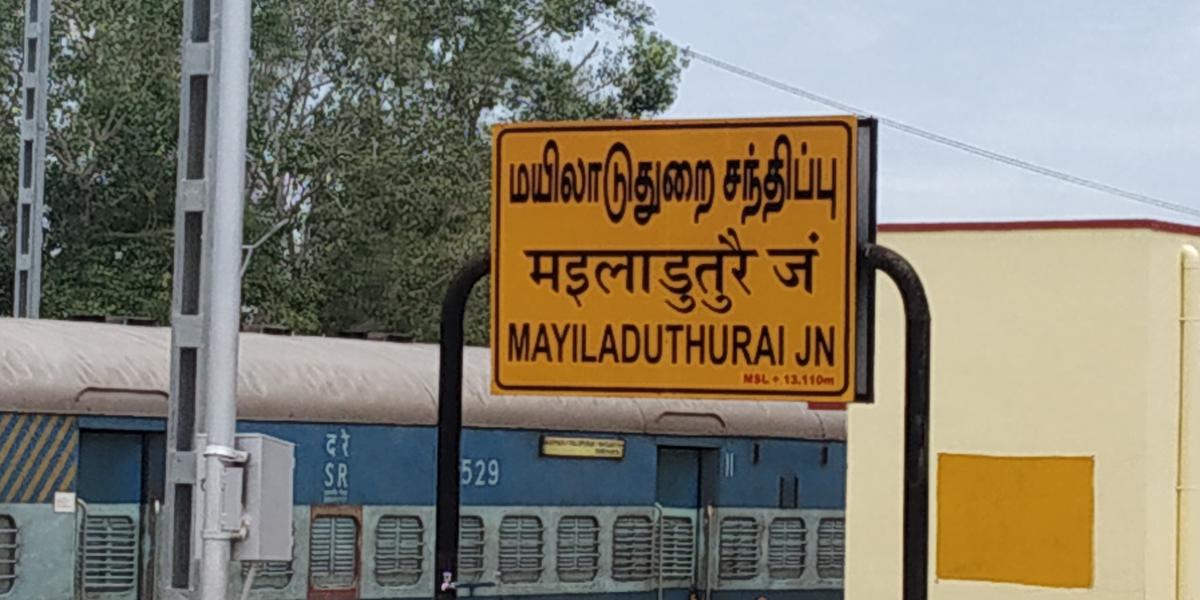 மயிலாடுதுறை சந்திப்பு
मइलाडुतुरै जं
MAYILADUTHURAI JN
MSL + 13.110m
दरे
SR
529